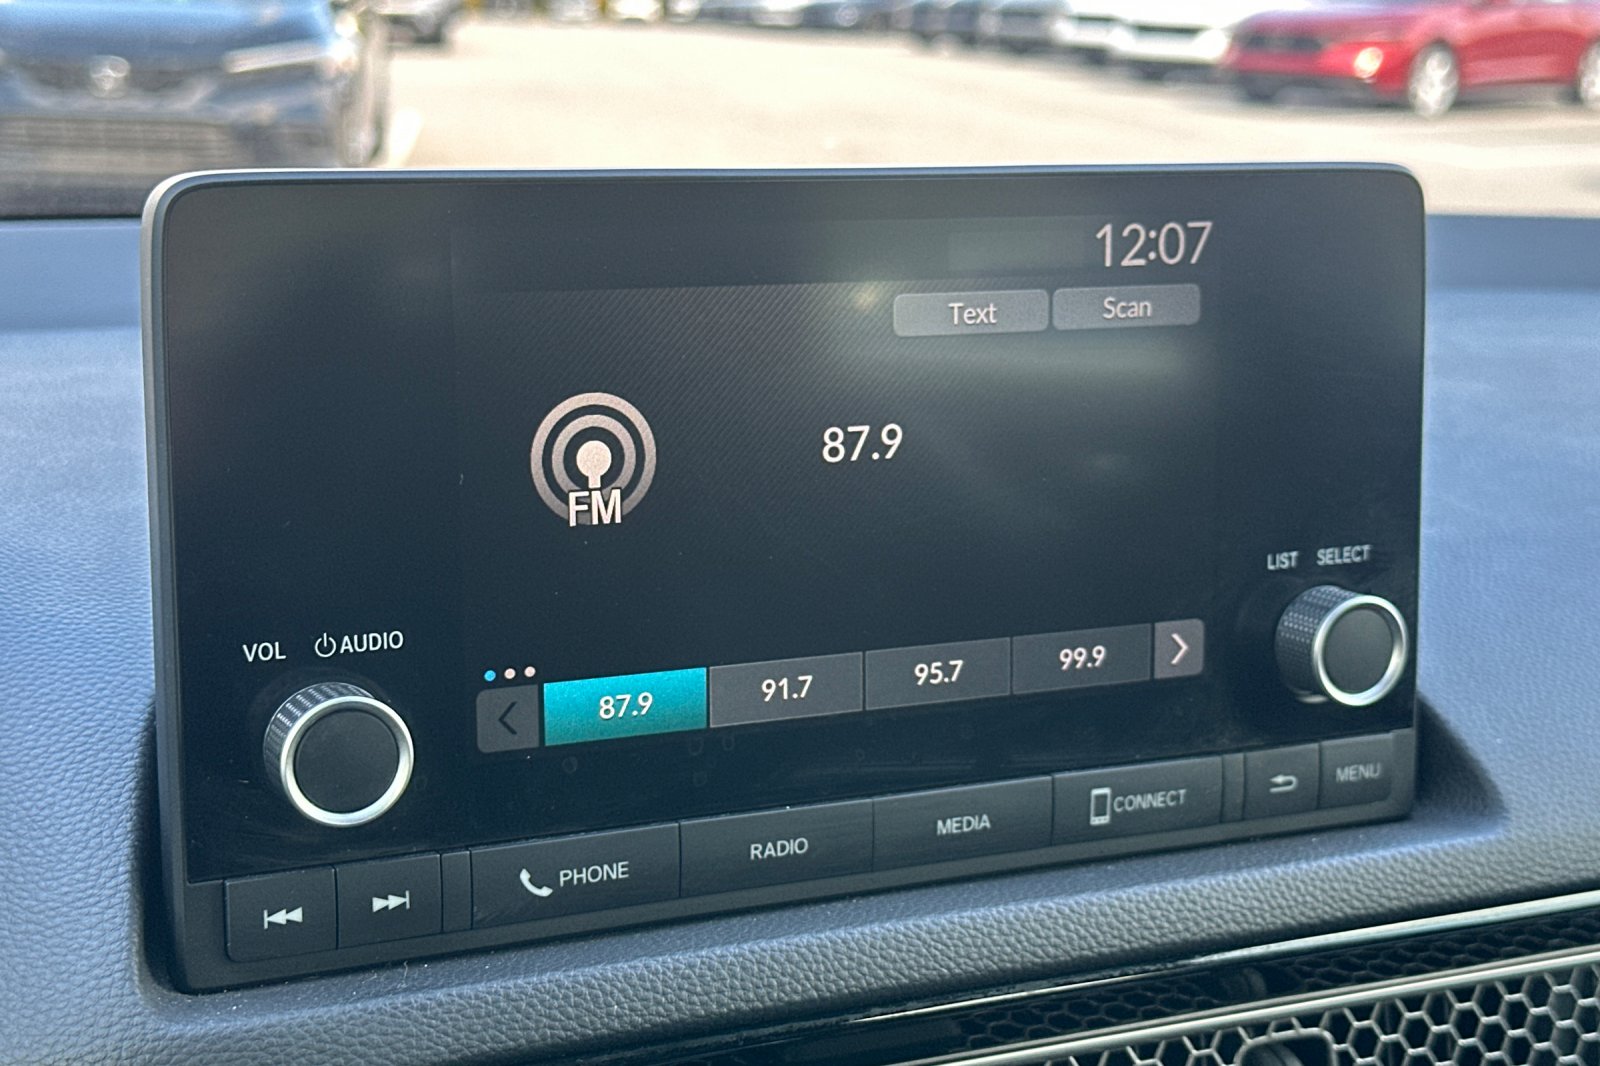 12:07
Text Scan
FM
87.9
LIST SELECT
VOL AUDIO
87.9 91.7 95.7 99.9
PHONE RADIO MEDIA CONNECT MENU